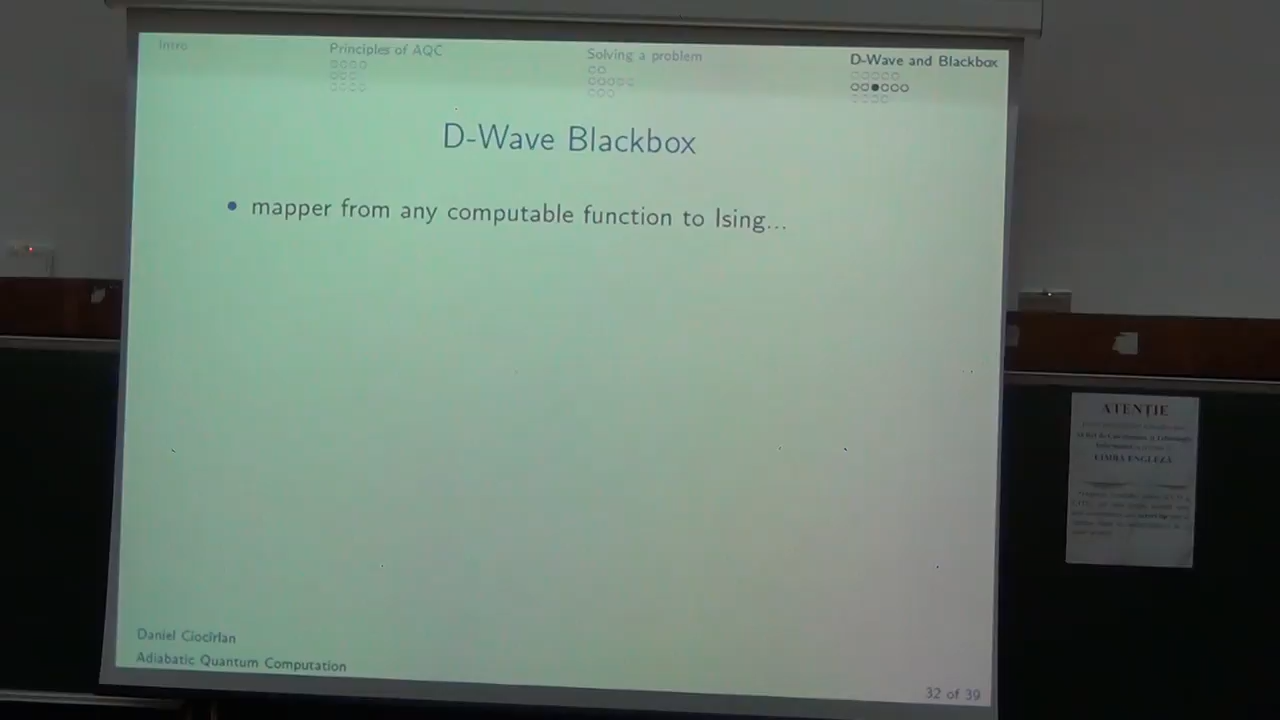 Intro
Principles of AQC
Solving a problem
D-Wave and Blackbox
D-Wave Blackbox
• mapper from any computable function to Ising...
Daniel Ciocîrlan
Adiabatic Quantum Computation
32 of 39
ATENȚIE
LIMBA ENGLEZĂ